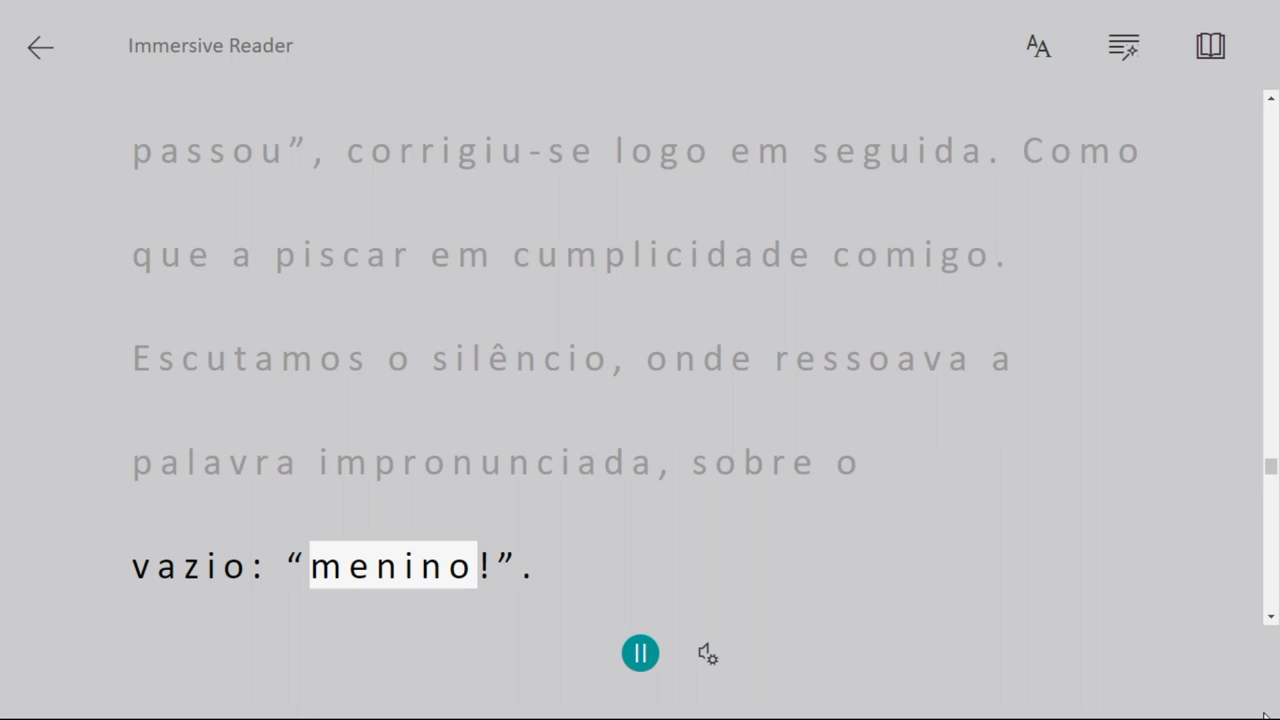 Immersive Reader
passou”, corrigiu-se logo em seguida. Como
que a piscar em cumplicidade comigo.
Escutamos o silêncio, onde ressoava a
palavra impronunciada, sobre o
vazio: “menino!”.